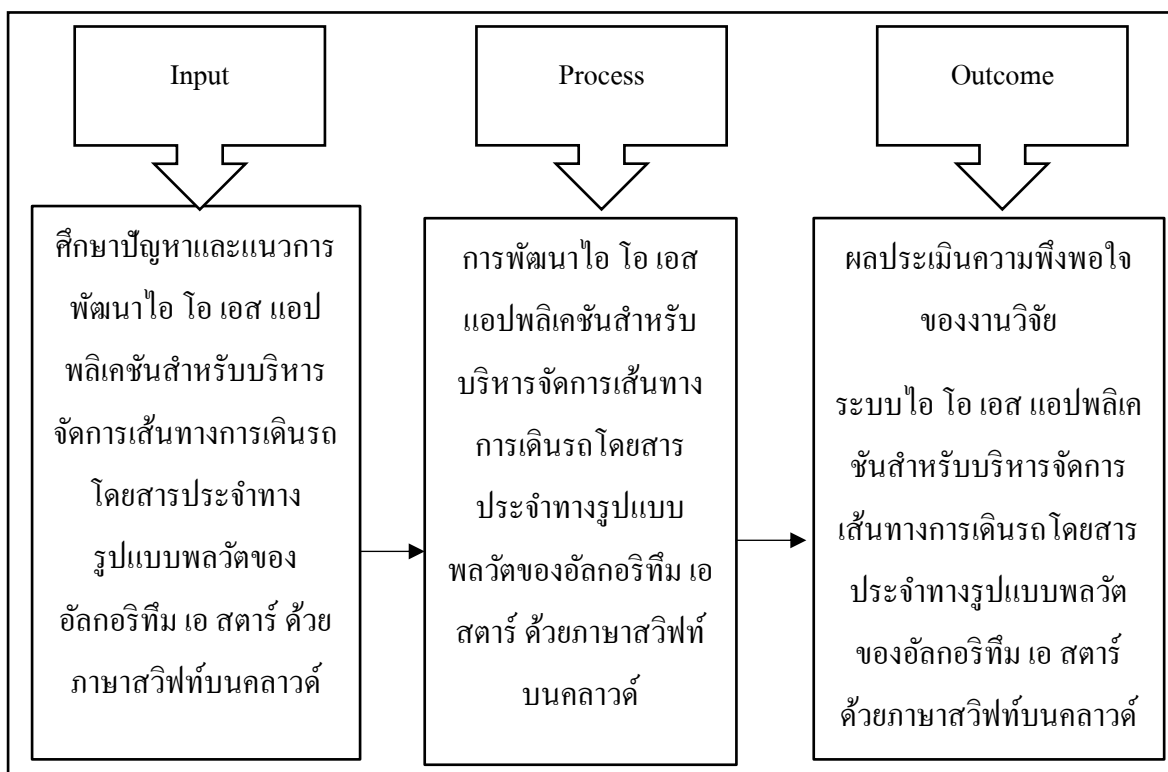 Input
Process
Outcome
ศึกษาปัญหาและแนวการ
พัฒนาไอ โอ เอส แอป
พลิเคชันสำหรับบริหาร
จัดการเส้นทางการเดินรถ
โดยสารประจำทาง
รูปแบบพลวัตของ
อัลกอริทึม เอ สตาร์ ด้วย
ภาษาสวิฟท์บนคลาวด์
การพัฒนาไอ โอ เอส
แอปพลิเคชันสำหรับ
บริหารจัดการเส้นทาง
การเดินรถโดยสาร
ประจำทางรูปแบบ
พลวัตของอัลกอริทึม เอ
สตาร์ ด้วยภาษาสวิฟท์
บนคลาวด์
ผลประเมินความพึงพอใจ
ของงานวิจัย
ระบบไอ โอ เอส แอปพลิเค
ชันสำหรับบริหารจัดการ
เส้นทางการเดินรถโดยสาร
ประจำทางรูปแบบพลวัต
ของอัลกอริทึม เอ สตาร์
ด้วยภาษาสวิฟท์บนคลาวด์